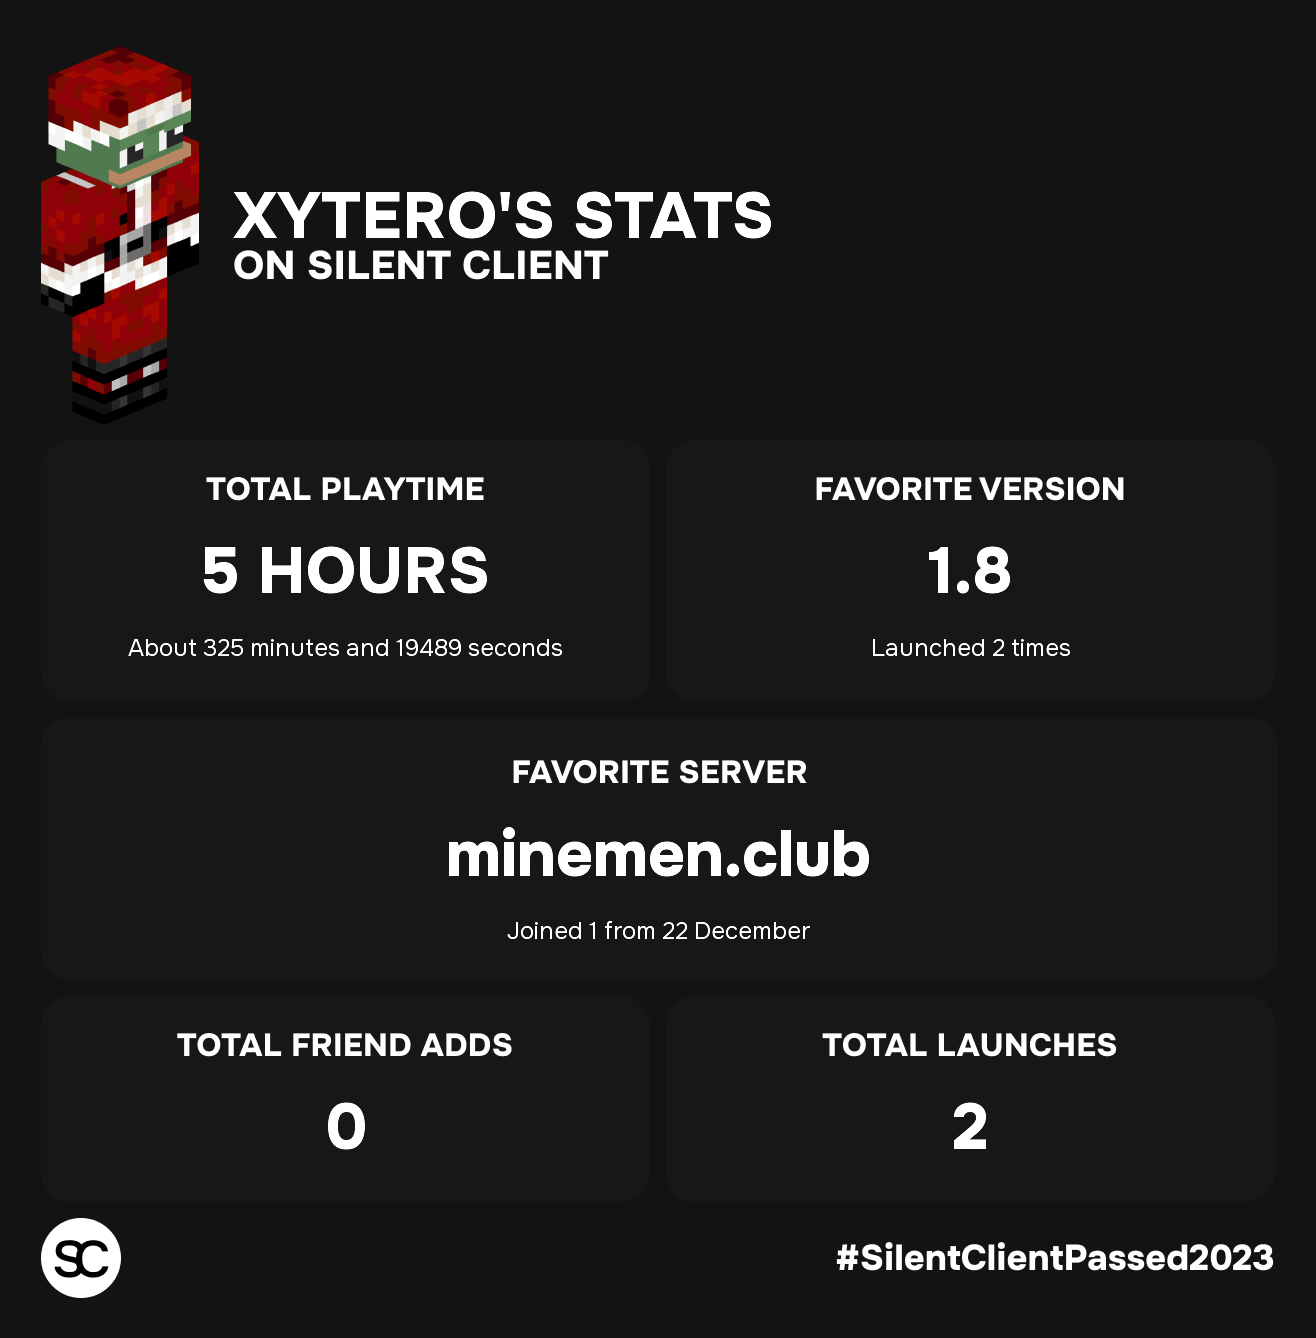 XYTERO'S STATS
ON SILENT CLIENT
TOTAL PLAYTIME
5 HOURS
About 325 minutes and 19489 seconds
FAVORITE VERSION
1.8
Launched 2 times
FAVORITE SERVER
minemen.club
Joined 1 from 22 December
TOTAL FRIEND ADDS
0
TOTAL LAUNCHES
2
SC
#SilentClientPassed2023